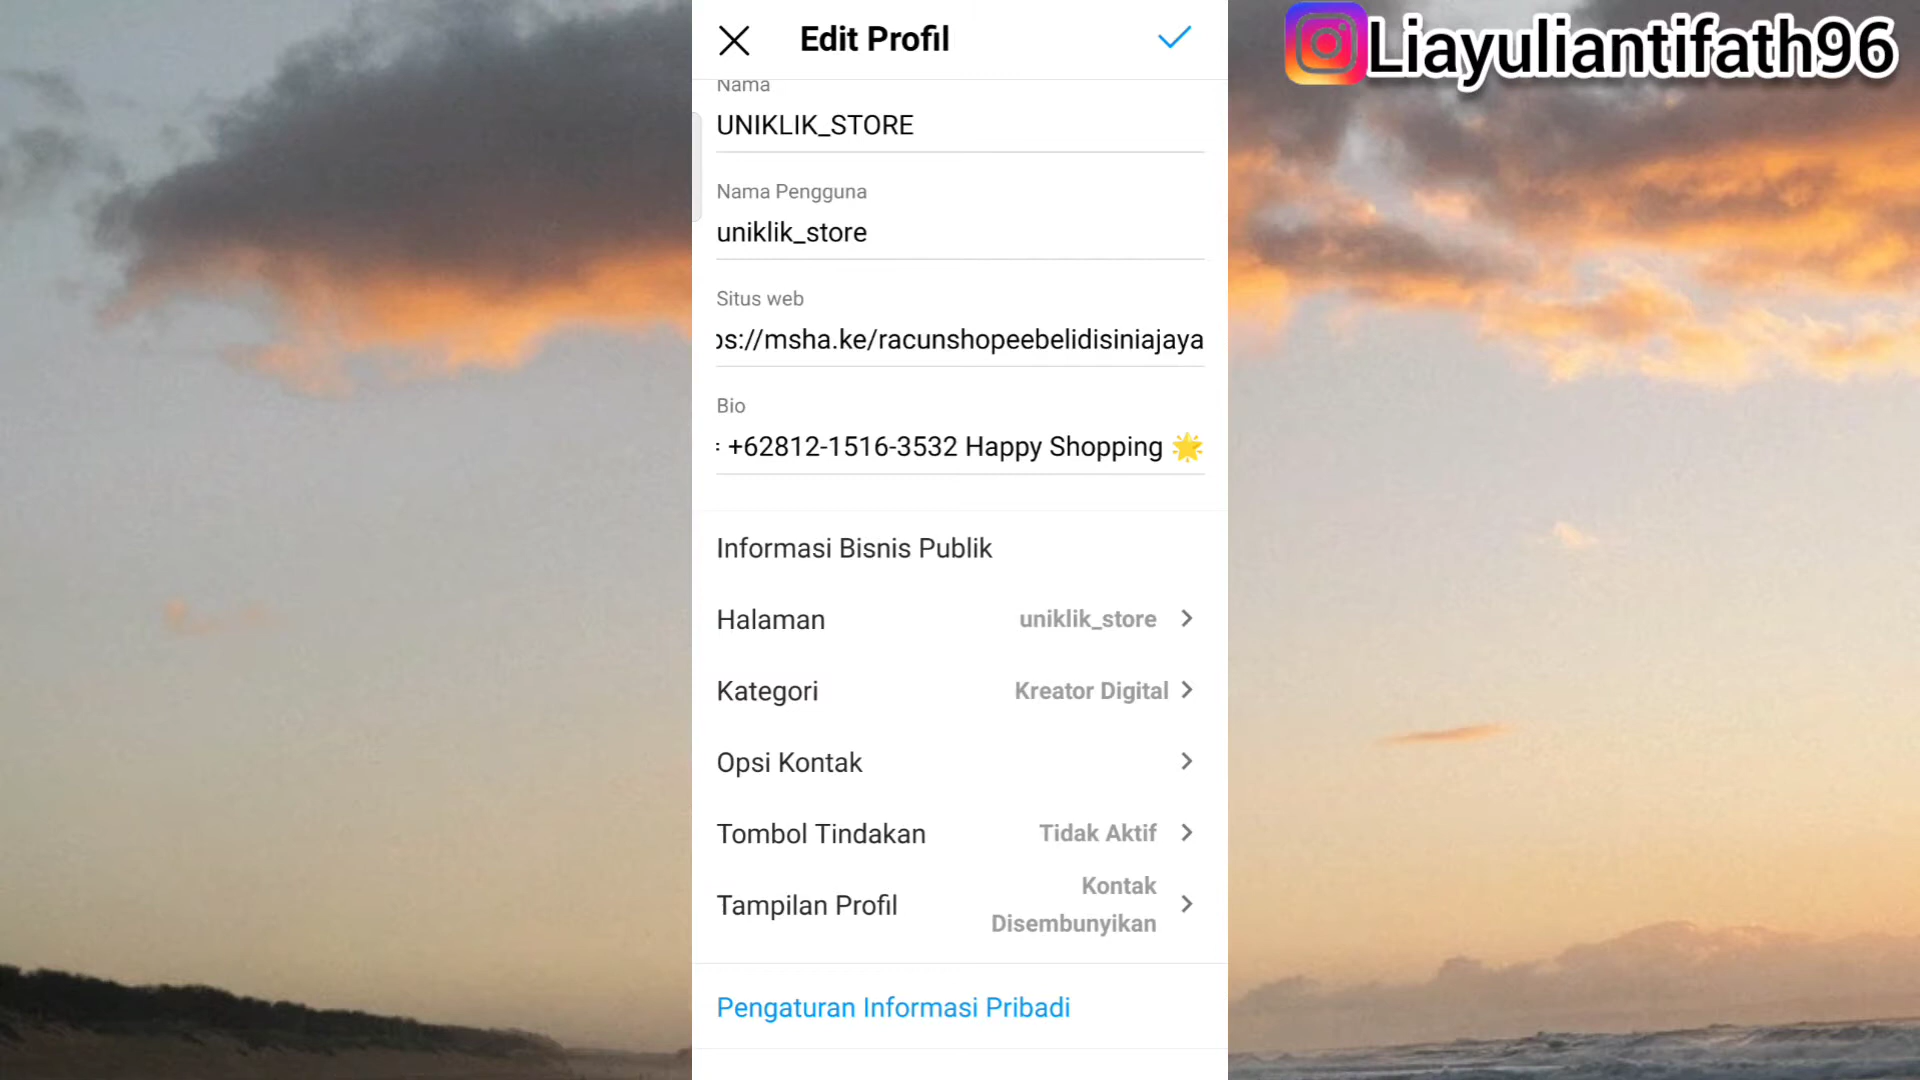 Edit Profil
Liayuliantifath96
Nama
UNIKLIK_STORE
Nama Pengguna
uniklik_store
Situs web
ps://msha.ke/racunshopeebelidisiniajaya
Bio
: +62812-1516-3532 Happy Shopping 🌟
Informasi Bisnis Publik
Halaman uniklik_store
Kategori Kreator Digital
Opsi Kontak
Tombol Tindakan Tidak Aktif
Tampilan Profil Kontak
Disembunyikan
Pengaturan Informasi Pribadi